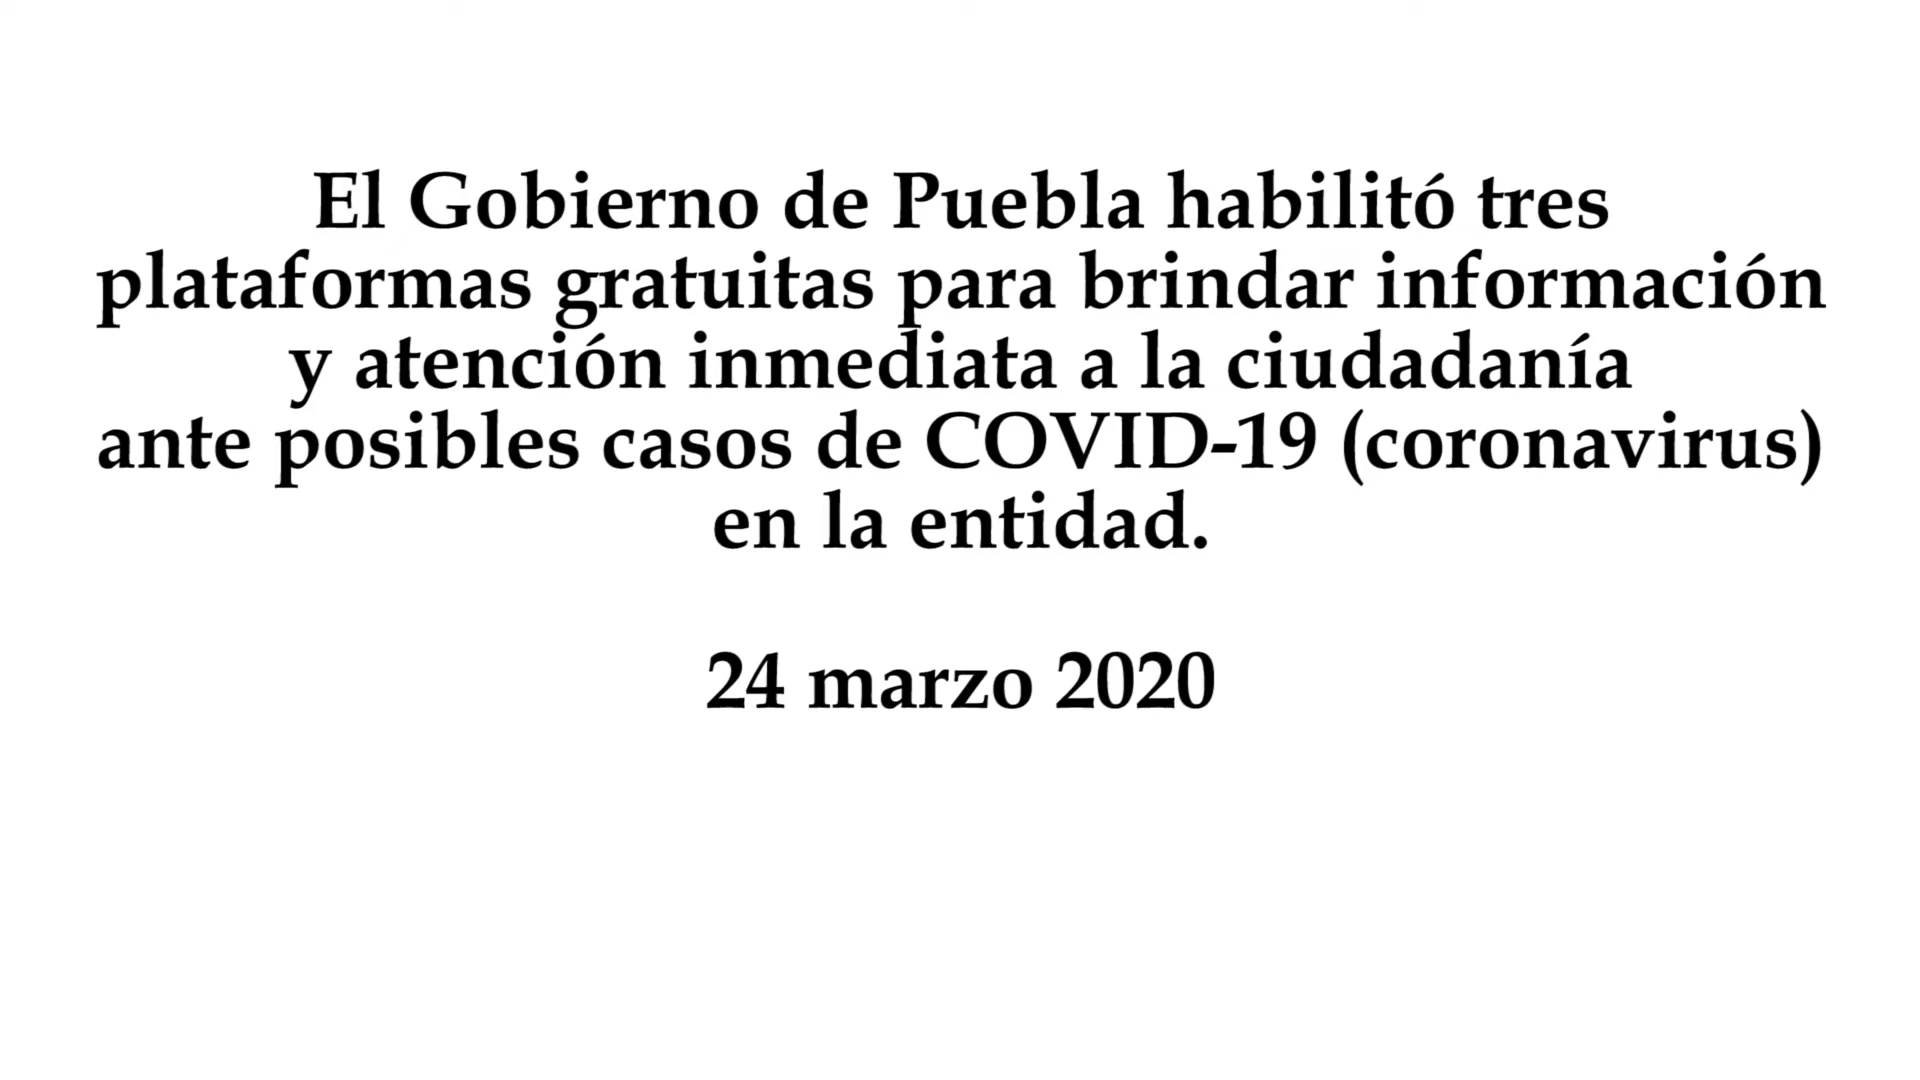 El Gobierno de Puebla habilitó tres
plataformas gratuitas para brindar información
y atención inmediata a la ciudadanía
ante posibles casos de COVID-19 (coronavirus)
en la entidad.
24 marzo 2020